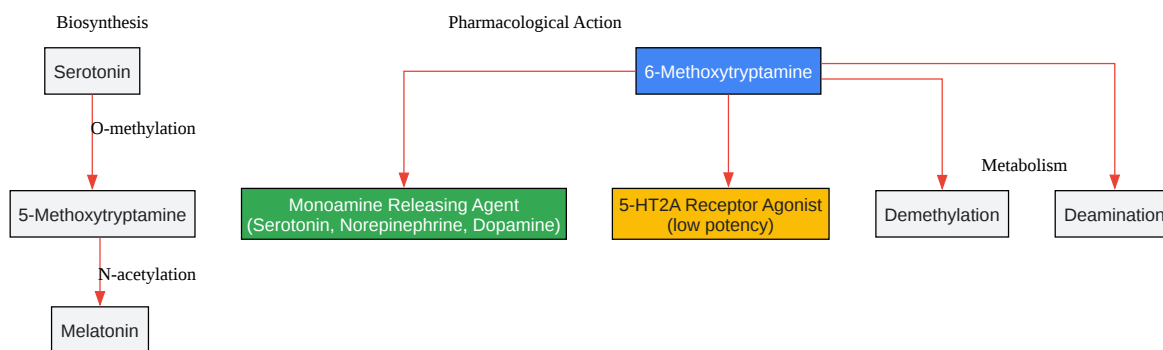 Biosynthesis
Pharmacological Action
Serotonin
6-Methoxytryptamine
O-methylation
Metabolism
5-Methoxytryptamine
Monoamine Releasing Agent
(Serotonin, Norepinephrine, Dopamine)
5-HT2A Receptor Agonist
(low potency)
Demethylation
Deamination
N-acetylation
Melatonin